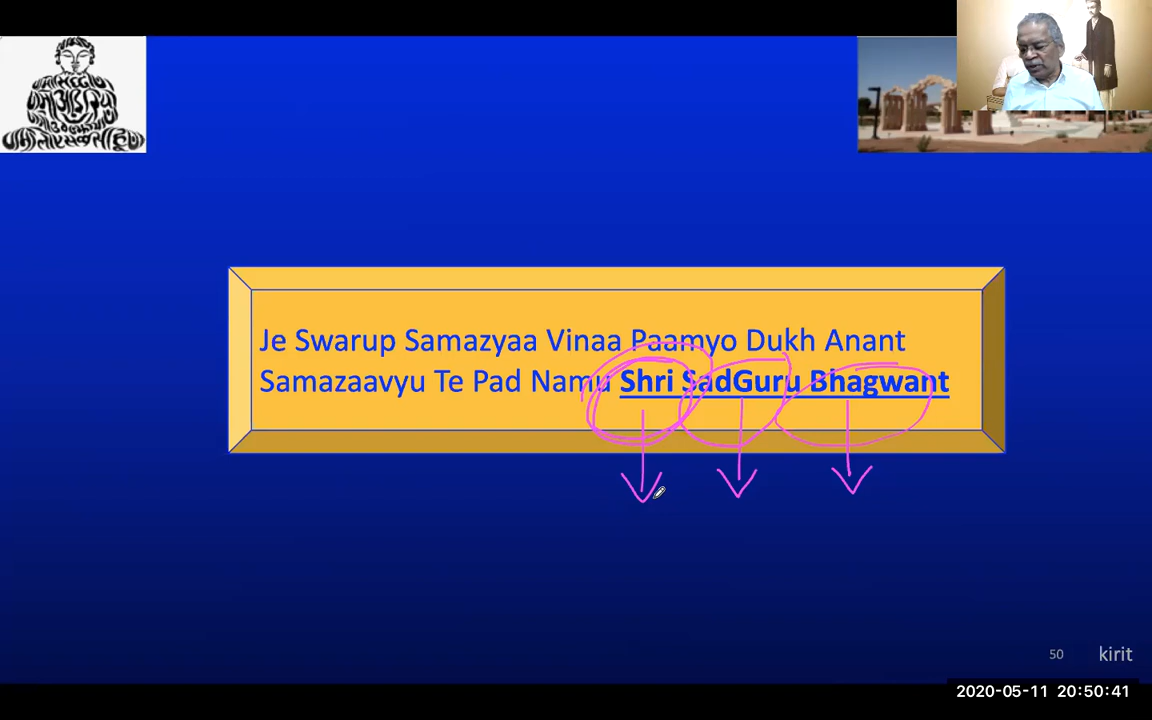 Je Swarup Samazyaa Vinaa Paamyo Dukh Anant
Samazaavyu Te Pad Namu Shri SadGuru Bhagwant
50 kirit
2020-05-11 20:50:41